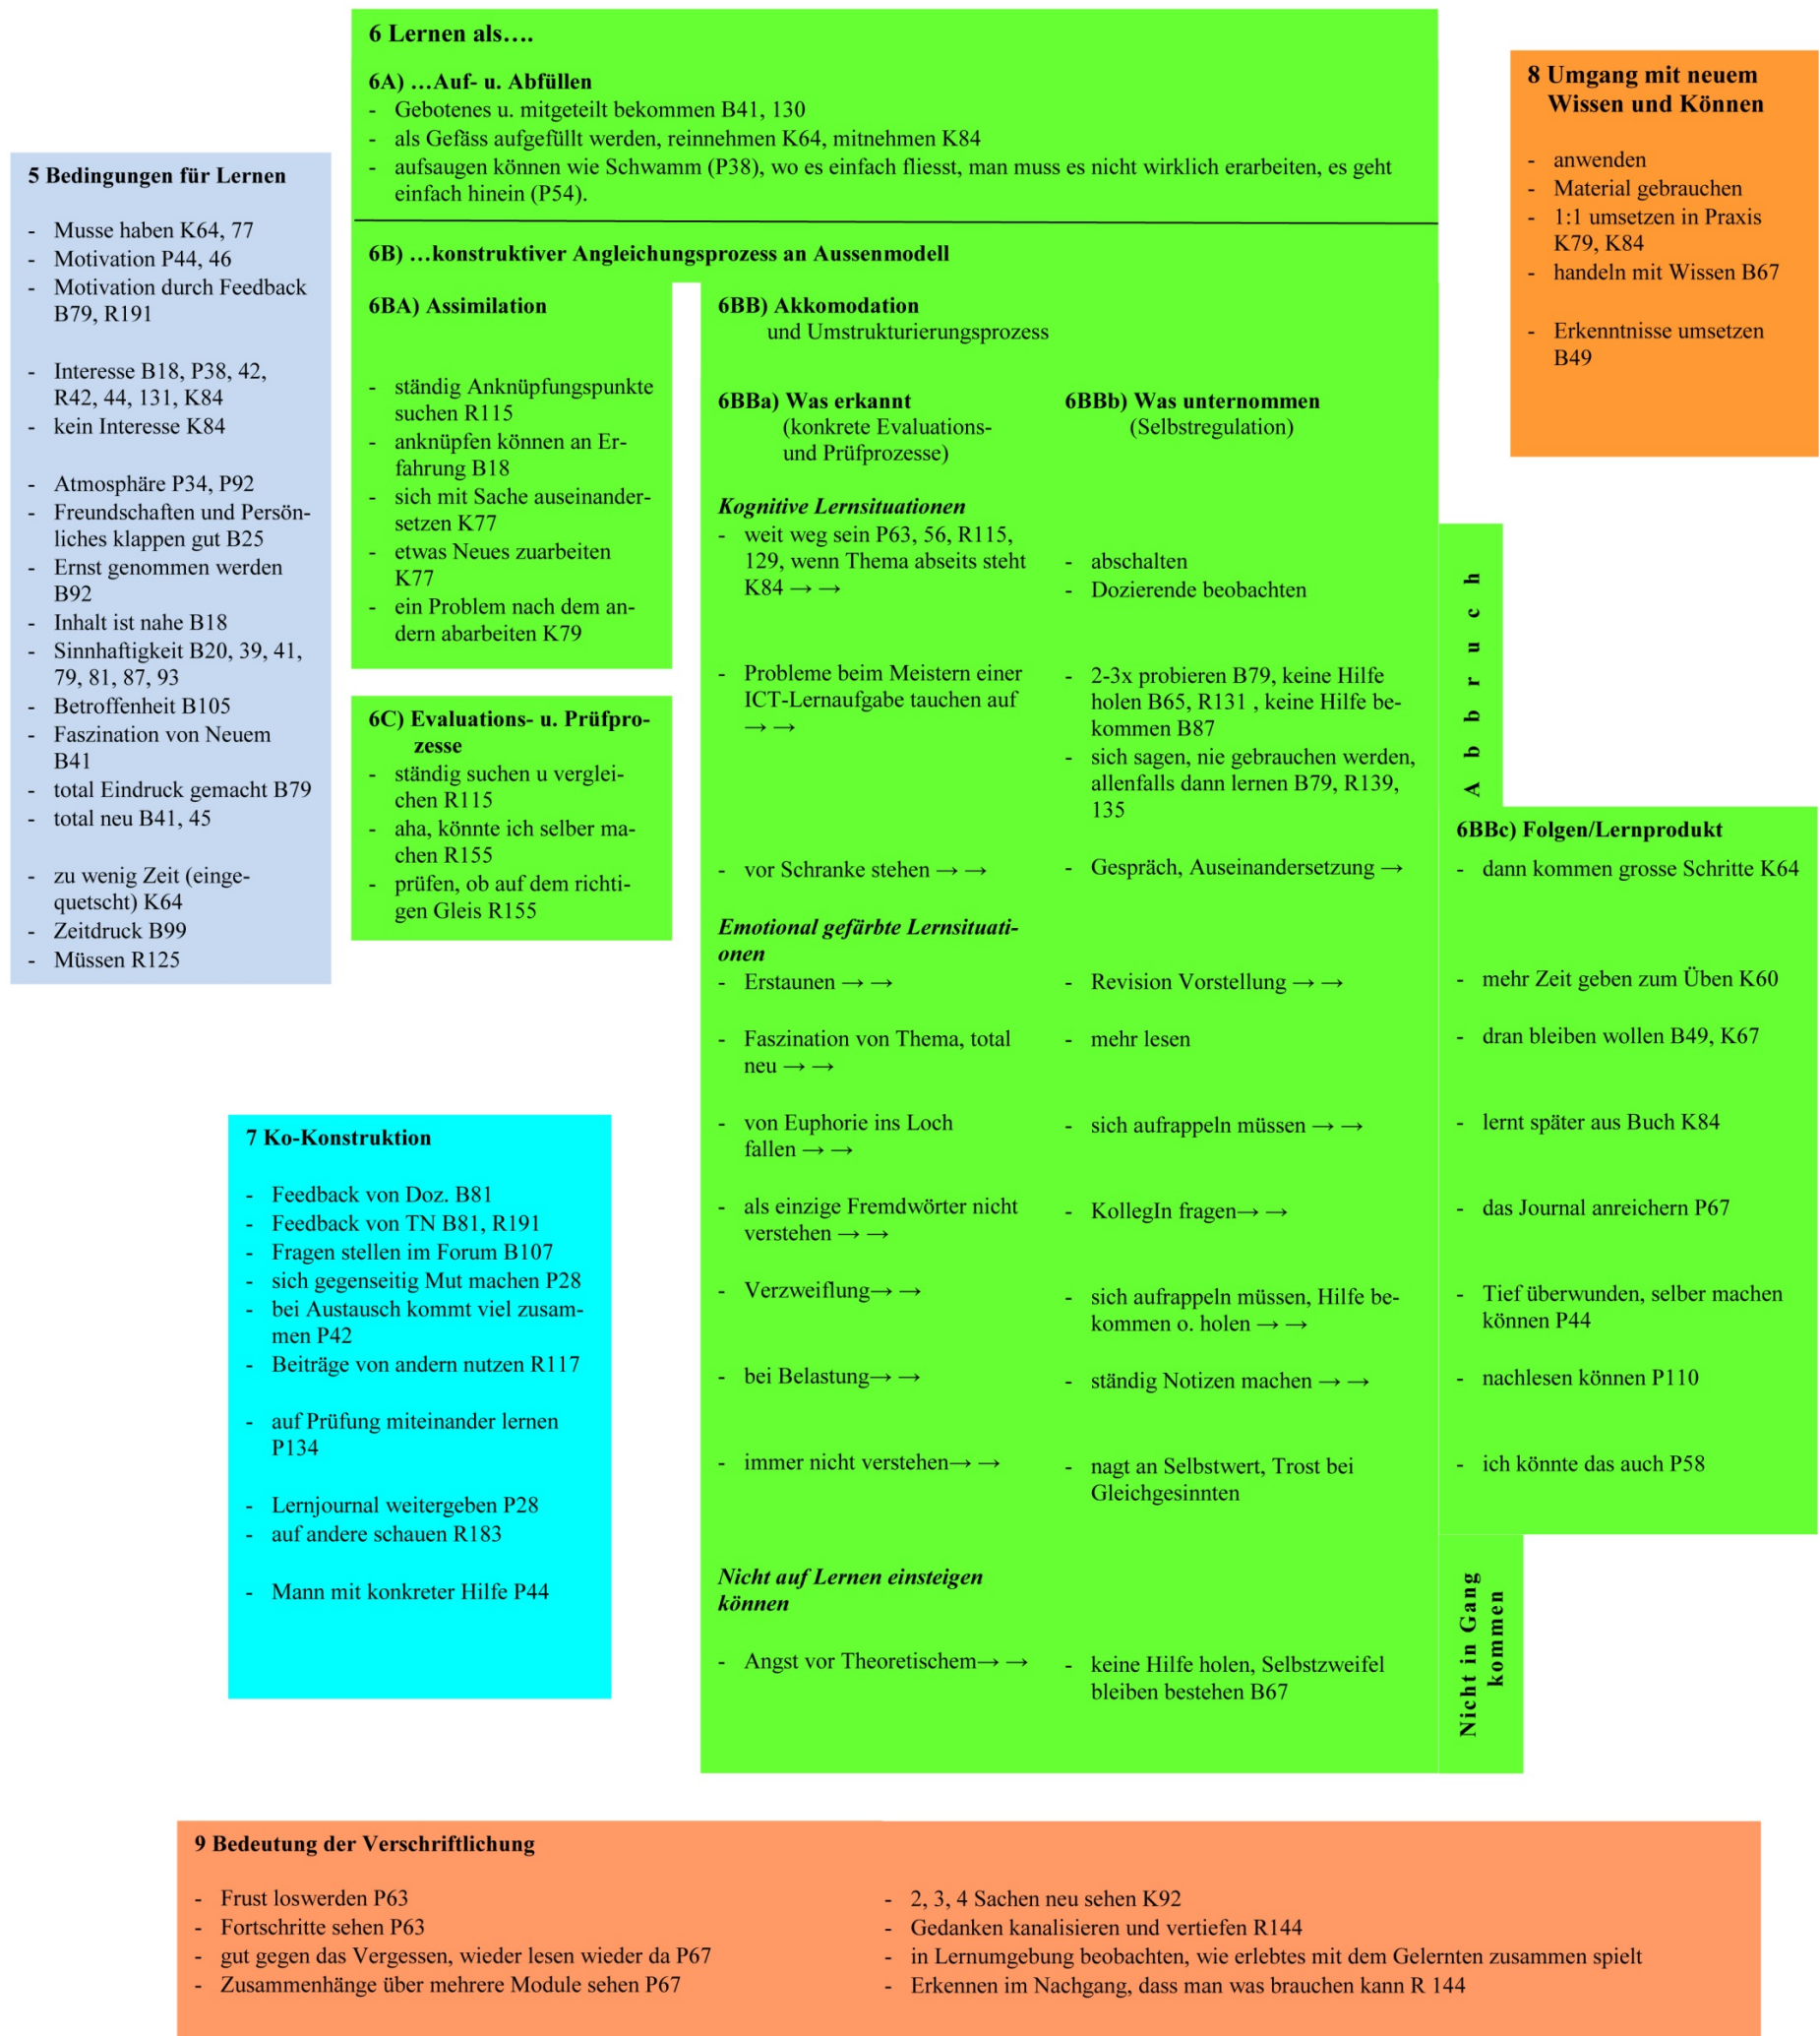 6 Lernen als….
6A) …Auf- u. Abfüllen
- Gebotenes u. mitgeteilt bekommen B41, 130
- als Gefäss aufgefüllt werden, reinnehmen K64, mitnehmen K84
- aufsaugen können wie Schwamm (P38), wo es einfach fliesst, man muss es nicht wirklich erarbeiten, es geht
einfach hinein (P54).
6B) …konstruktiver Angleichungsprozess an Aussenmodell
5 Bedingungen für Lernen
- Musse haben K64, 77
- Motivation P44, 46
- Motivation durch Feedback
B79, R191
- Interesse B18, P38, 42,
R42, 44, 131, K84
- kein Interesse K84
- Atmosphäre P34, P92
- Freundschaften und Persön-
liches klappen gut B25
- Ernst genommen werden
B92
- Inhalt ist nahe B18
- Sinnhaftigkeit B20, 39, 41,
79, 81, 87, 93
- Betroffenheit B105
- Faszination von Neuem
B41
- total Eindruck gemacht B79
- total neu B41, 45
- zu wenig Zeit (einge-
quetscht) K64
- Zeitdruck B99
- Müssen R125
6BA) Assimilation
- ständig Anknüpfungspunkte
suchen R115
- anknüpfen können an Er-
fahrung B18
- sich mit Sache auseinander-
setzen K77
- etwas Neues zuarbeiten
K77
- ein Problem nach dem an-
dern abarbeiten K79
6C) Evaluations- u. Prüfpro-
zesse
- ständig suchen u verglei-
chen R115
- aha, könnte ich selber ma-
chen R155
- prüfen, ob auf dem richti-
gen Gleis R155
6BB) Akkomodation
und Umstrukturierungsprozess
6BBa) Was erkannt
(konkrete Evaluations-
und Prüfprozesse)
Kognitive Lernsituationen
- weit weg sein P63, 56, R115,
129, wenn Thema abseits steht
K84 → →
- Probleme beim Meistern einer
ICT-Lernaufgabe tauchen auf
→ →
- vor Schranke stehen → →
Emotional gefärbte Lernsituati-
onen
- Erstaunen → →
- Faszination von Thema, total
neu → →
- von Euphorie ins Loch
fallen → →
- als einzige Fremdwörter nicht
verstehen → →
- Verzweiflung→ →
- bei Belastung→ →
- immer nicht verstehen→ →
Nicht auf Lernen einsteigen
können
- Angst vor Theoretischem→ →
6BBb) Was unternommen
(Selbstregulation)
- abschalten
- Dozierende beobachten
- 2-3x probieren B79, keine Hilfe
holen B65, R131 , keine Hilfe be-
kommen B87
- sich sagen, nie gebrauchen werden,
allenfalls dann lernen B79, R139,
135
- Gespräch, Auseinandersetzung →
- Revision Vorstellung → →
- mehr lesen
- sich aufrappeln müssen → →
- KollegIn fragen→ →
- sich aufrappeln müssen, Hilfe be-
kommen o. holen → →
- ständig Notizen machen → →
- nagt an Selbstwert, Trost bei
Gleichgesinnten
- keine Hilfe holen, Selbstzweifel
bleiben bestehen B67
Abbruch
6BBc) Folgen/Lernprodukt
- dann kommen grosse Schritte K64
- mehr Zeit geben zum Üben K60
- dran bleiben wollen B49, K67
- lernt später aus Buch K84
- das Journal anreichern P67
- Tief überwunden, selber machen
können P44
- nachlesen können P110
- ich könnte das auch P58
Nicht in Gang
kommen
8 Umgang mit neuem
Wissen und Können
- anwenden
- Material gebrauchen
- 1:1 umsetzen in Praxis
K79, K84
- handeln mit Wissen B67
- Erkenntnisse umsetzen
B49
7 Ko-Konstruktion
- Feedback von Doz. B81
- Feedback von TN B81, R191
- Fragen stellen im Forum B107
- sich gegenseitig Mut machen P28
- bei Austausch kommt viel zusam-
men P42
- Beiträge von andern nutzen R117
- auf Prüfung miteinander lernen
P134
- Lernjournal weitergeben P28
- auf andere schauen R183
- Mann mit konkreter Hilfe P44
9 Bedeutung der Verschriftlichung
- Frust loswerden P63
- Fortschritte sehen P63
- gut gegen das Vergessen, wieder lesen wieder da P67
- Zusammenhänge über mehrere Module sehen P67
- 2, 3, 4 Sachen neu sehen K92
- Gedanken kanalisieren und vertiefen R144
- in Lernumgebung beobachten, wie erlebtes mit dem Gelernten zusammen spielt
- Erkennen im Nachgang, dass man was brauchen kann R 144